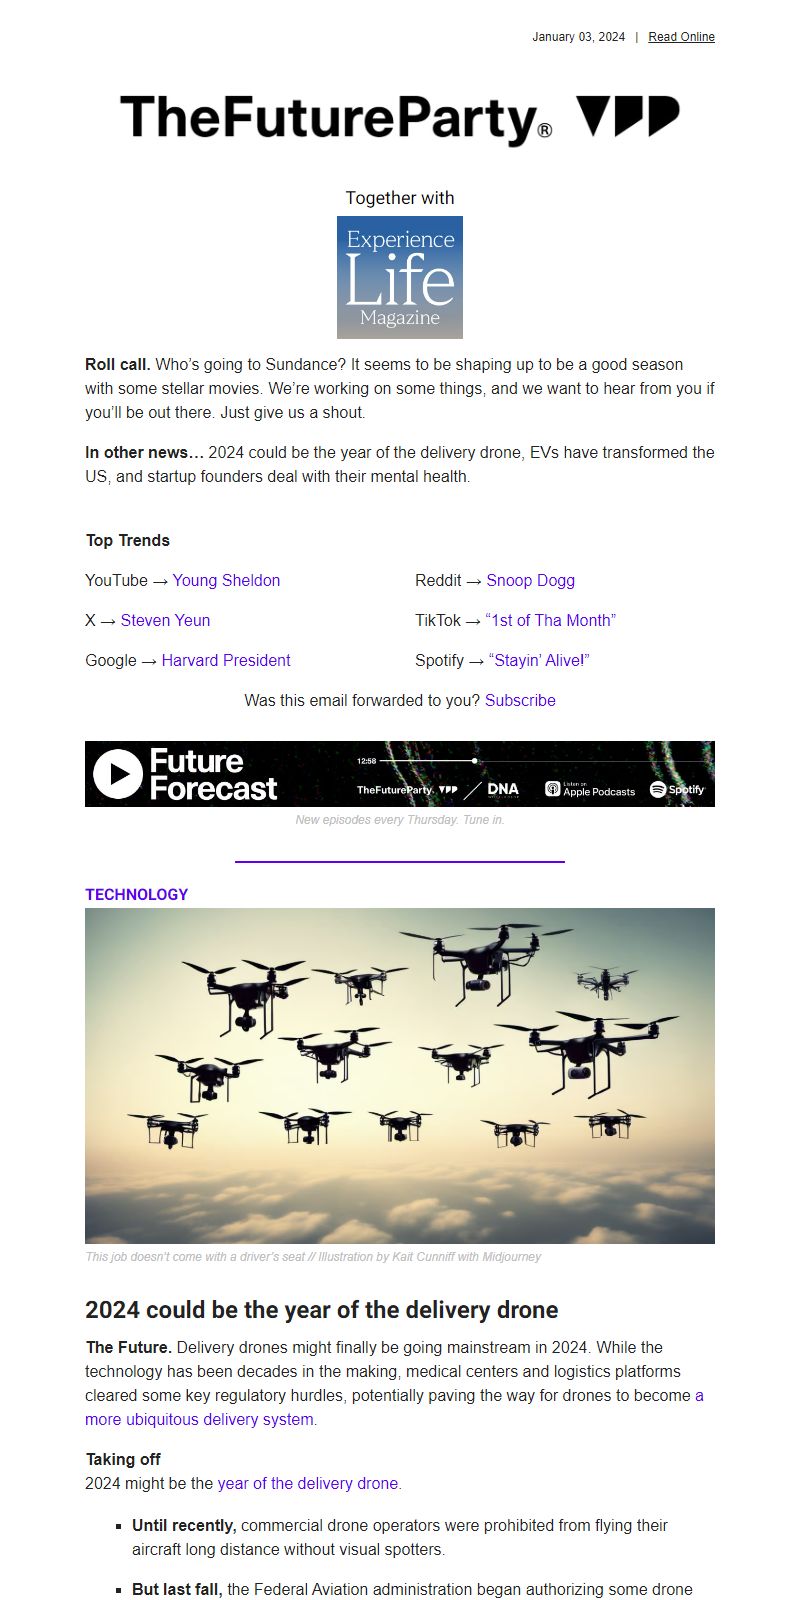 January 03, 2024 | Read Online
TheFutureParty®
Together with
Experience
Life
Magazine
Roll call. Who’s going to Sundance? It seems to be shaping up to be a good season
with some stellar movies. We’re working on some things, and we want to hear from you if
you’ll be out there. Just give us a shout.
In other news… 2024 could be the year of the delivery drone, EVs have transformed the
US, and startup founders deal with their mental health.
Top Trends
YouTube → Young Sheldon
Reddit → Snoop Dogg
X → Steven Yeun
TikTok → “1st of Tha Month”
Google → Harvard President
Spotify → “Stayin’ Alive!”
Was this email forwarded to you? Subscribe
Future
Forecast
12:58
TheFutureParty.
DNA
Listen on
Apple Podcasts
Spotify
New episodes every Thursday. Tune in.
TECHNOLOGY
This job doesn’t come with a driver’s seat // Illustration by Kait Cunniff with Midjourney
2024 could be the year of the delivery drone
The Future. Delivery drones might finally be going mainstream in 2024. While the
technology has been decades in the making, medical centers and logistics platforms
cleared some key regulatory hurdles, potentially paving the way for drones to become a
more ubiquitous delivery system.
Taking off
2024 might be the year of the delivery drone.
▪ Until recently, commercial drone operators were prohibited from flying their
aircraft long distance without visual spotters.
▪ But last fall, the Federal Aviation administration began authorizing some drone